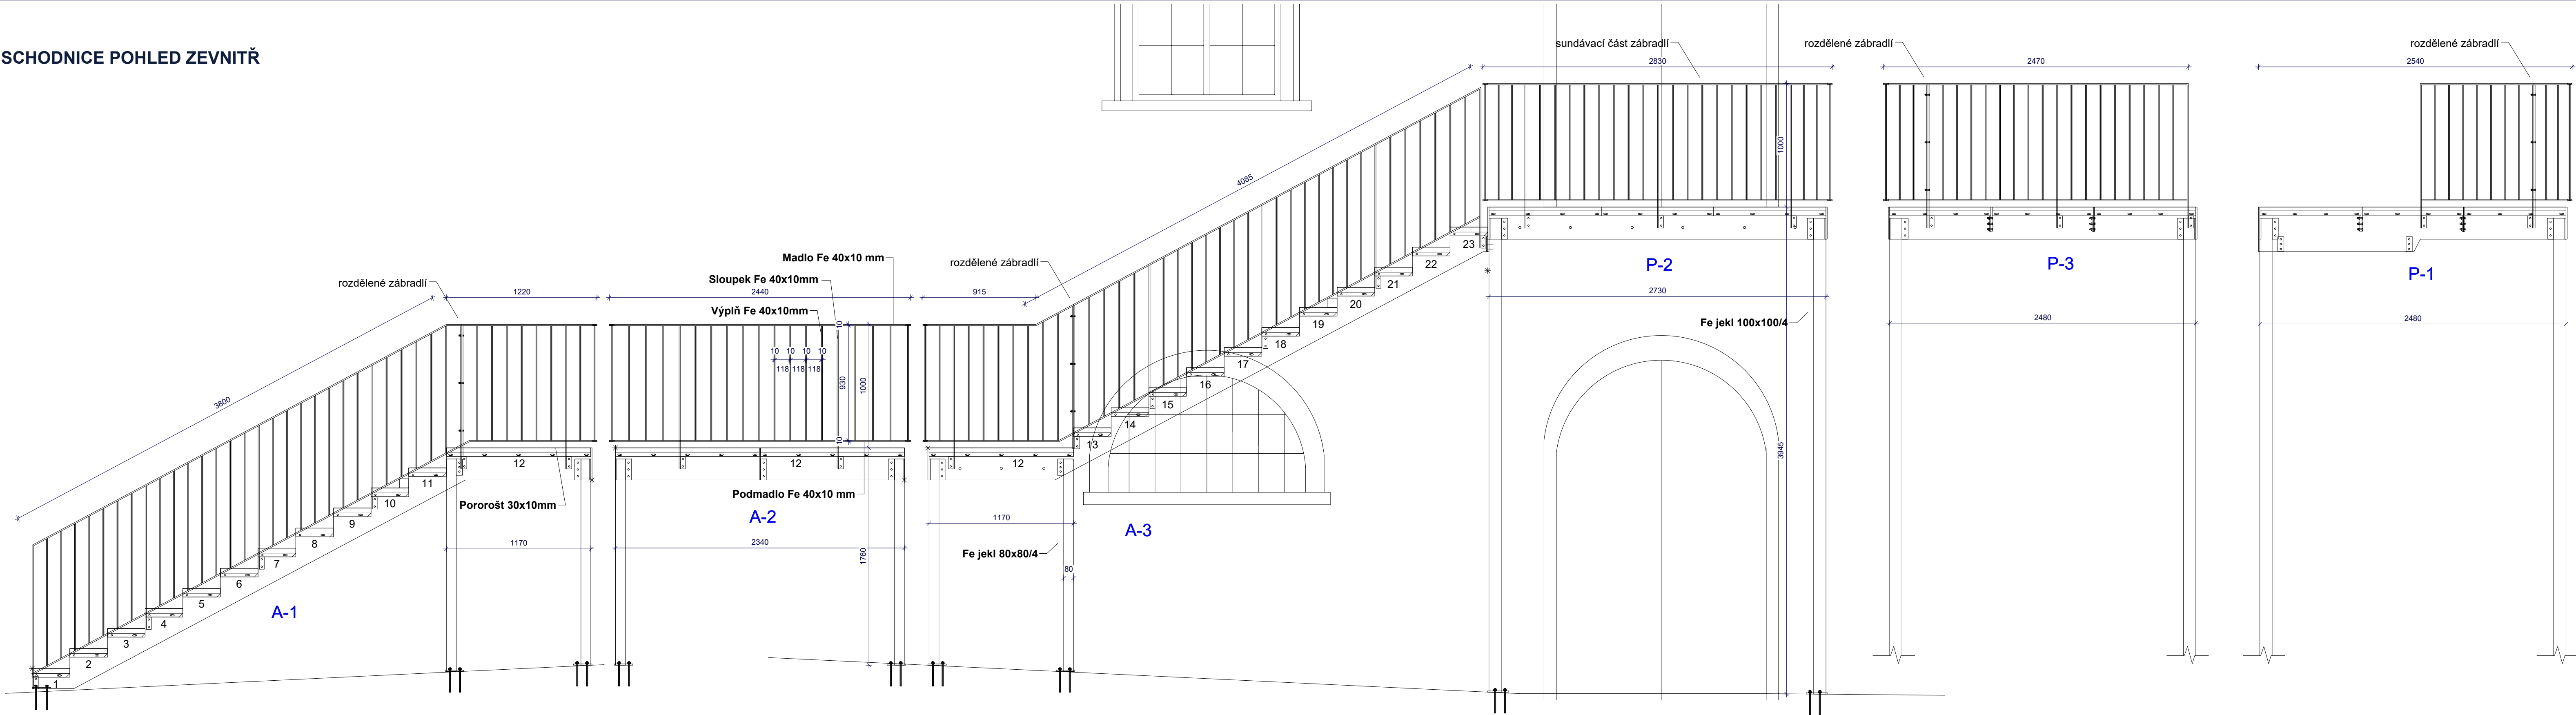 SCHODNICE POHLED ZEVNITŘ
sundávací část zábradlí
rozdělené zábradlí
rozdělené zábradlí
2830
2470
2540
1000
4085
Madlo Fe 40x10 mm
rozdělené zábradlí
Sloupek Fe 40x10mm
rozdělené zábradlí
1220
2440
915
Výplň Fe 40x10mm
10
10
10
10
10
118
118
118
930
1000
10
3800
23
22
21
20
19
18
17
16
15
14
13
P-2
P-3
P-1
2730
Fe jekl 100x100/4
2480
2480
3945
12
12
12
11
10
9
8
7
6
5
4
3
2
1
Pororošt 30x10mm
Podmadlo Fe 40x10 mm
A-2
A-3
A-1
1170
2340
1170
1760
Fe jekl 80x80/4
80